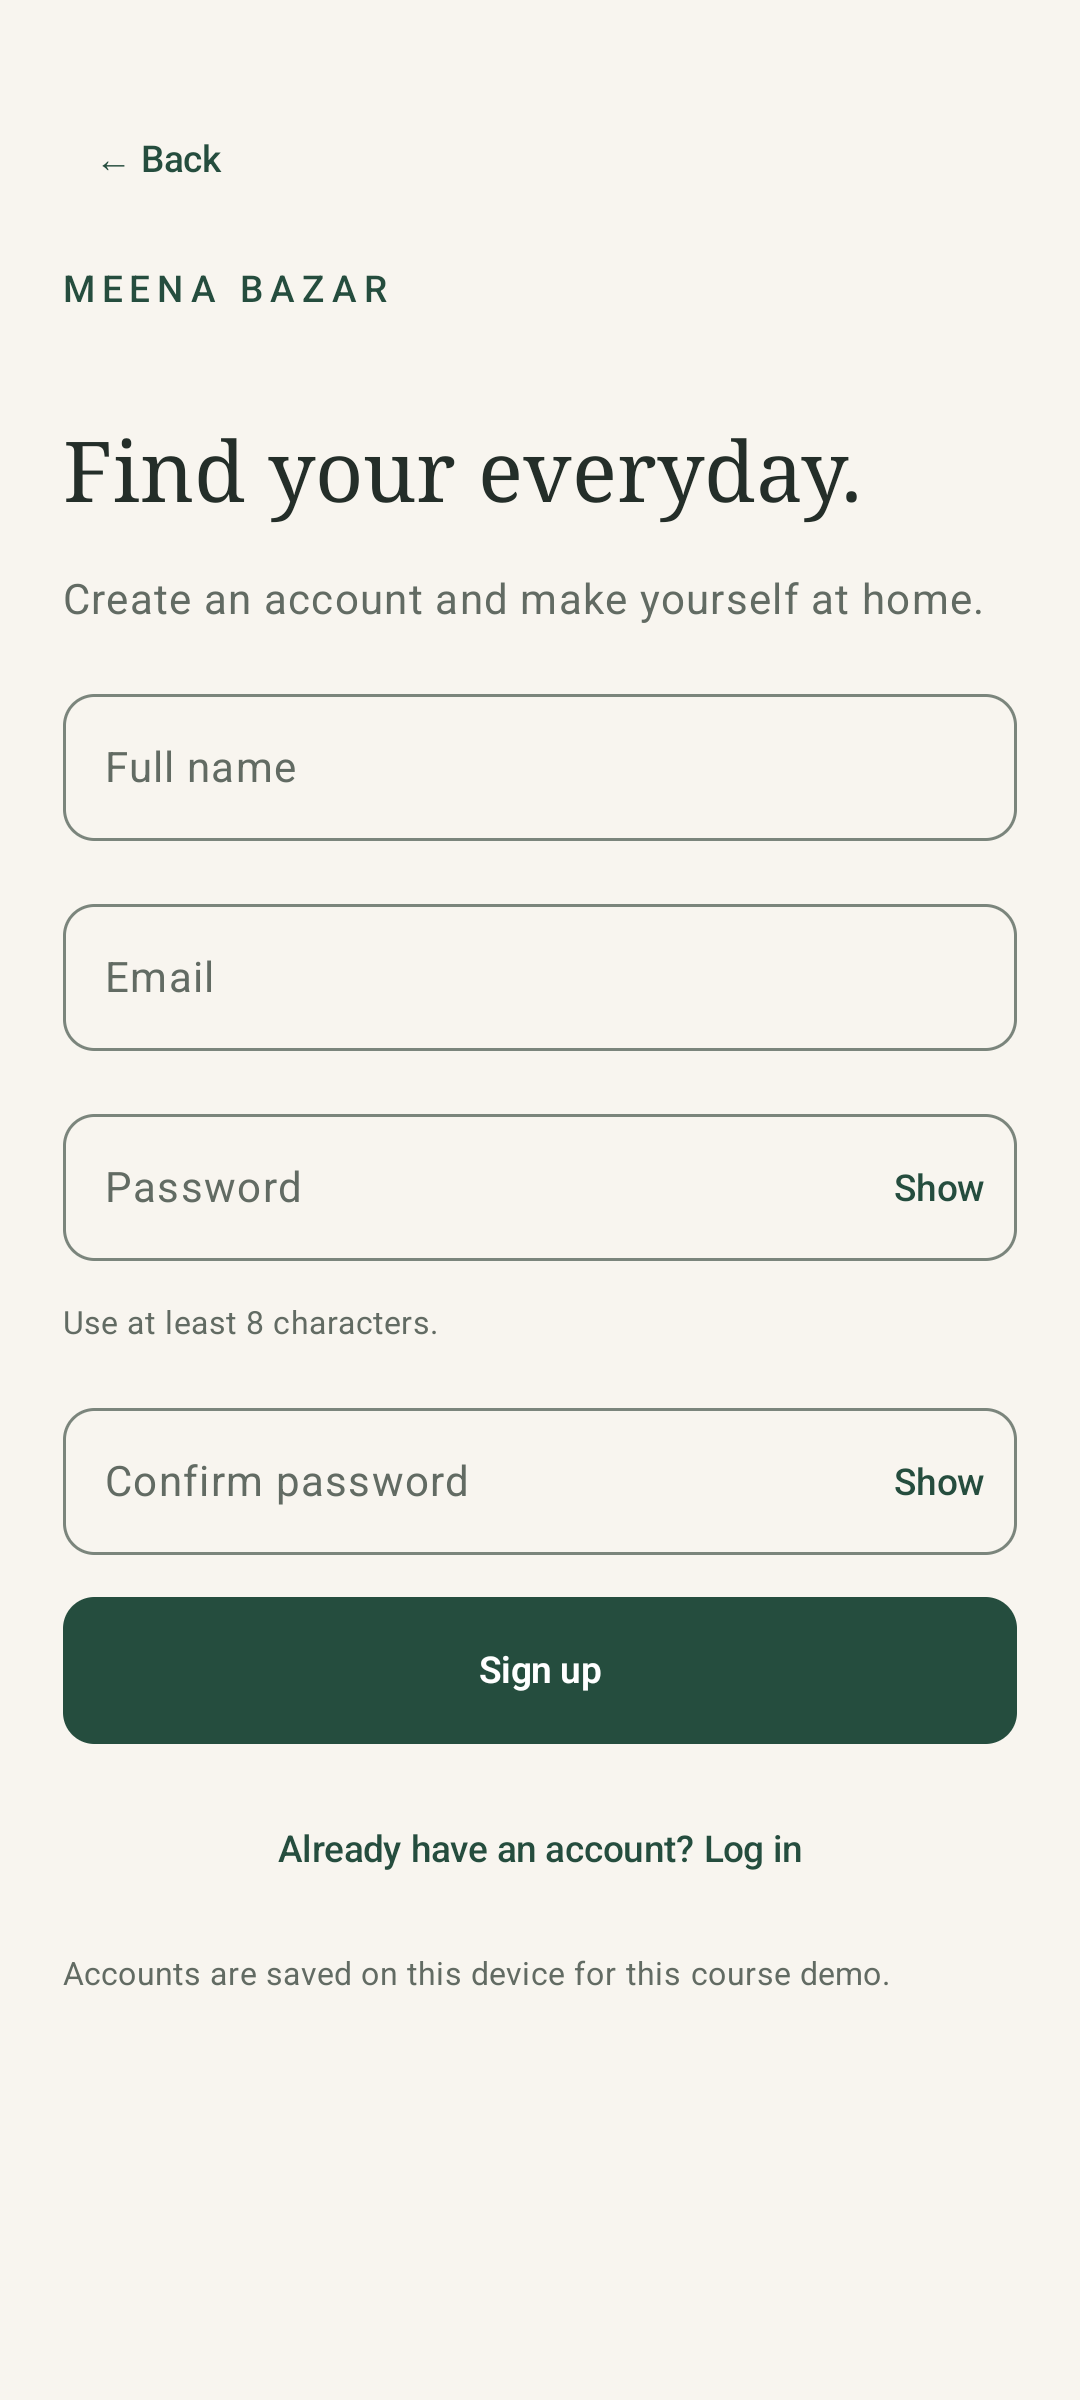 ← Back
MEENA BAZAR
Find your everyday.
Create an account and make yourself at home.
Full name
Email
Password
Show
Use at least 8 characters.
Confirm password
Show
Sign up
Already have an account? Log in
Accounts are saved on this device for this course demo.